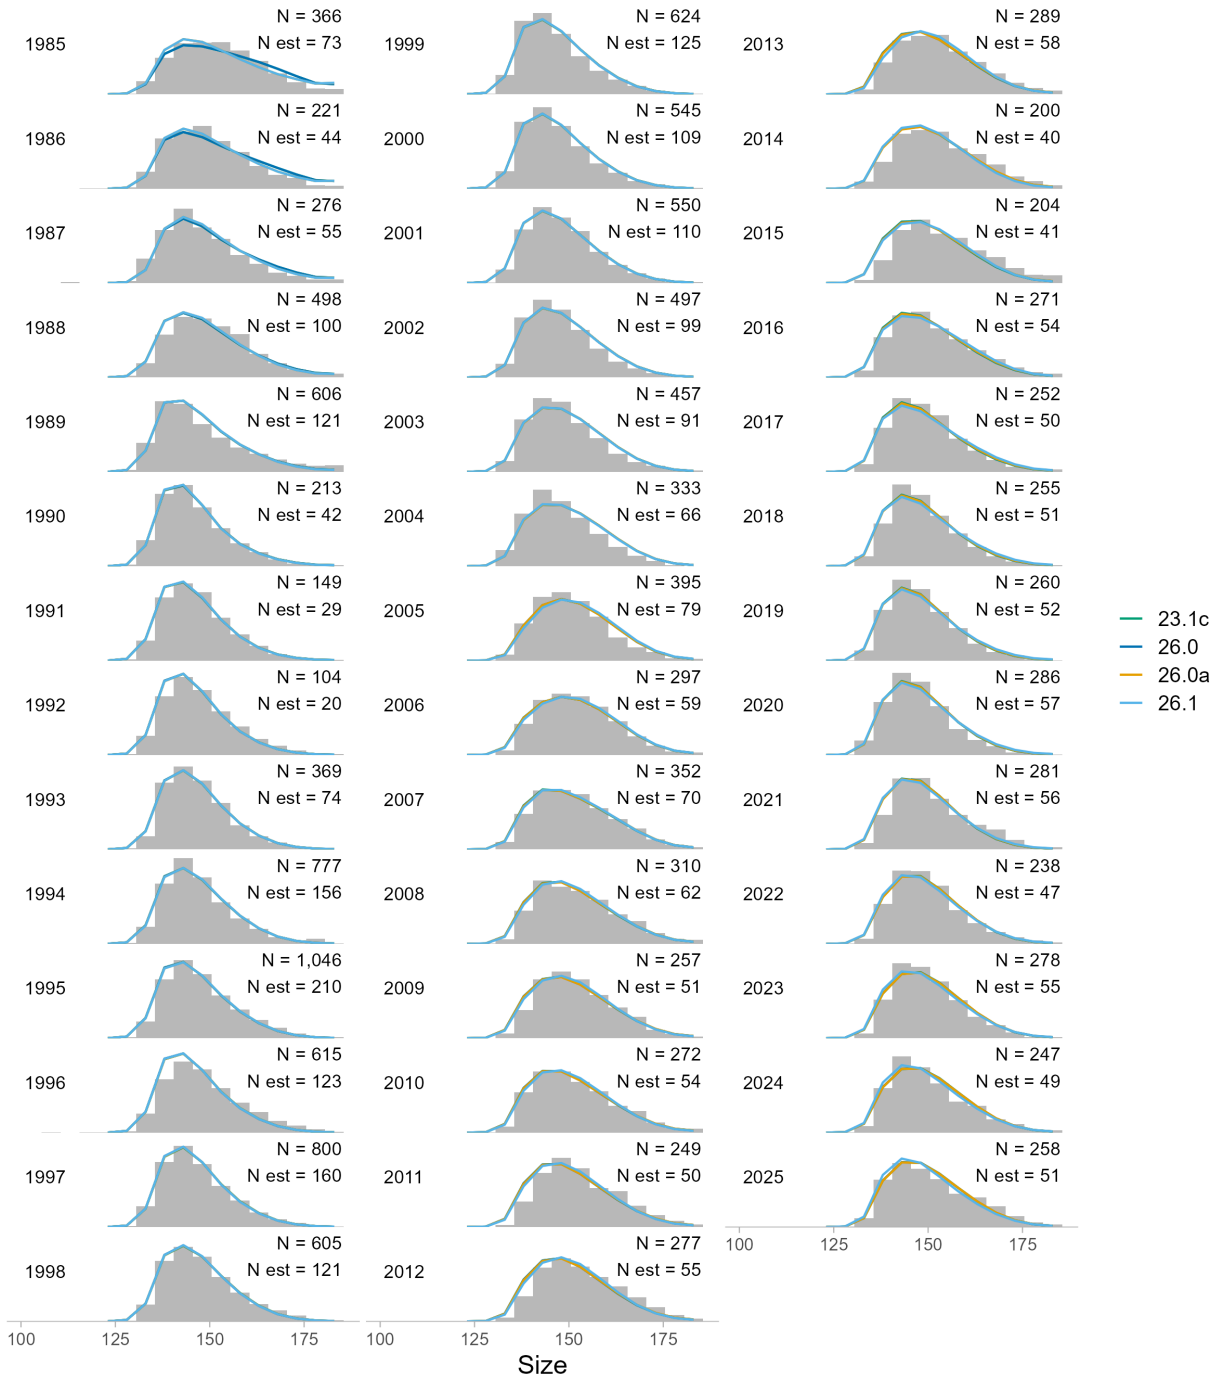 1985
N = 366
N est = 73
1986
N = 221
N est = 44
1987
N = 276
N est = 55
1988
N = 498
N est = 100
1989
N = 606
N est = 121
1990
N = 213
N est = 42
1991
N = 149
N est = 29
1992
N = 104
N est = 20
1993
N = 369
N est = 74
1994
N = 777
N est = 156
1995
N = 1,046
N est = 210
1996
N = 615
N est = 123
1997
N = 800
N est = 160
1998
N = 605
N est = 121
100 125 150 175
1999
N = 624
N est = 125
2000
N = 545
N est = 109
2001
N = 550
N est = 110
2002
N = 497
N est = 99
2003
N = 457
N est = 91
2004
N = 333
N est = 66
2005
N = 395
N est = 79
2006
N = 297
N est = 59
2007
N = 352
N est = 70
2008
N = 310
N est = 62
2009
N = 257
N est = 51
2010
N = 272
N est = 54
2011
N = 249
N est = 50
2012
N = 277
N est = 55
100 125 150 175
2013
N = 289
N est = 58
2014
N = 200
N est = 40
2015
N = 204
N est = 41
2016
N = 271
N est = 54
2017
N = 252
N est = 50
2018
N = 255
N est = 51
2019
N = 260
N est = 52
2020
N = 286
N est = 57
2021
N = 281
N est = 56
2022
N = 238
N est = 47
2023
N = 278
N est = 55
2024
N = 247
N est = 49
2025
N = 258
N est = 51
100 125 150 175
Size
23.1c
26.0
26.0a
26.1